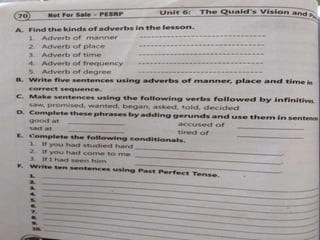 70 Not For Sale - PESRP Unit 6: The Quaid's Vision and
A. Find the kinds of adverbs in the lesson.
1. Adverb of manner
2. Adverb of place
3. Adverb of time
4. Adverb of frequency
5. Adverb of degree
B. Write five sentences using adverbs of manner, place and time in
correct sequence.
C. Make sentences using the following verbs followed by infinitives
saw, promised, wanted, began, asked, told, decided
D. Complete these phrases by adding gerunds and use them in sentence
good at accused of
sad at tired of
E. Complete the following conditionals.
1. If you had studied hard
2. If you had come to me
3. If I had seen him
F. Write ten sentences using Past Perfect Tense.
1.
2.
3.
4.
5.
6.
7.
8.
9.
10.